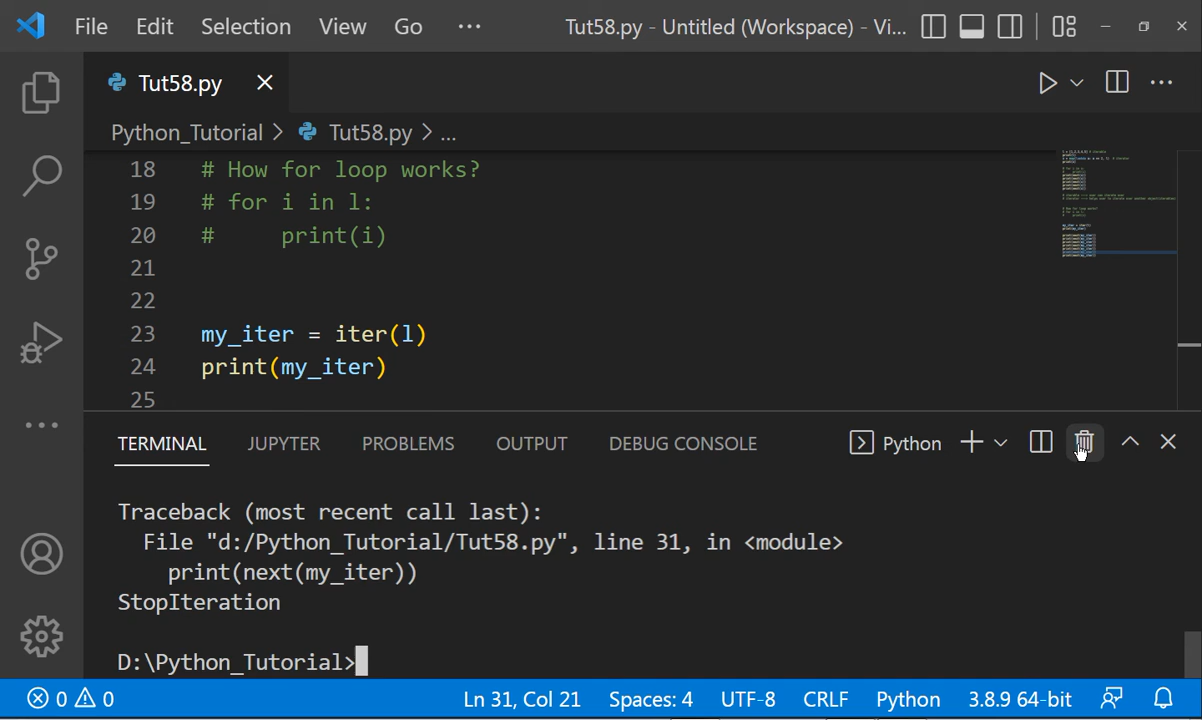 File Edit Selection View Go ··· Tut58.py - Untitled (Workspace) - Vi...
Tut58.py
Python_Tutorial > Tut58.py > ...
18 # How for loop works?
19 # for i in l:
20 #     print(i)
21
22
23 my_iter = iter(l)
24 print(my_iter)
25
TERMINAL JUPYTER PROBLEMS OUTPUT DEBUG CONSOLE Python
Traceback (most recent call last):
  File "d:/Python_Tutorial/Tut58.py", line 31, in <module>
    print(next(my_iter))
StopIteration
D:\Python_Tutorial>
0 0 Ln 31, Col 21 Spaces: 4 UTF-8 CRLF Python 3.8.9 64-bit